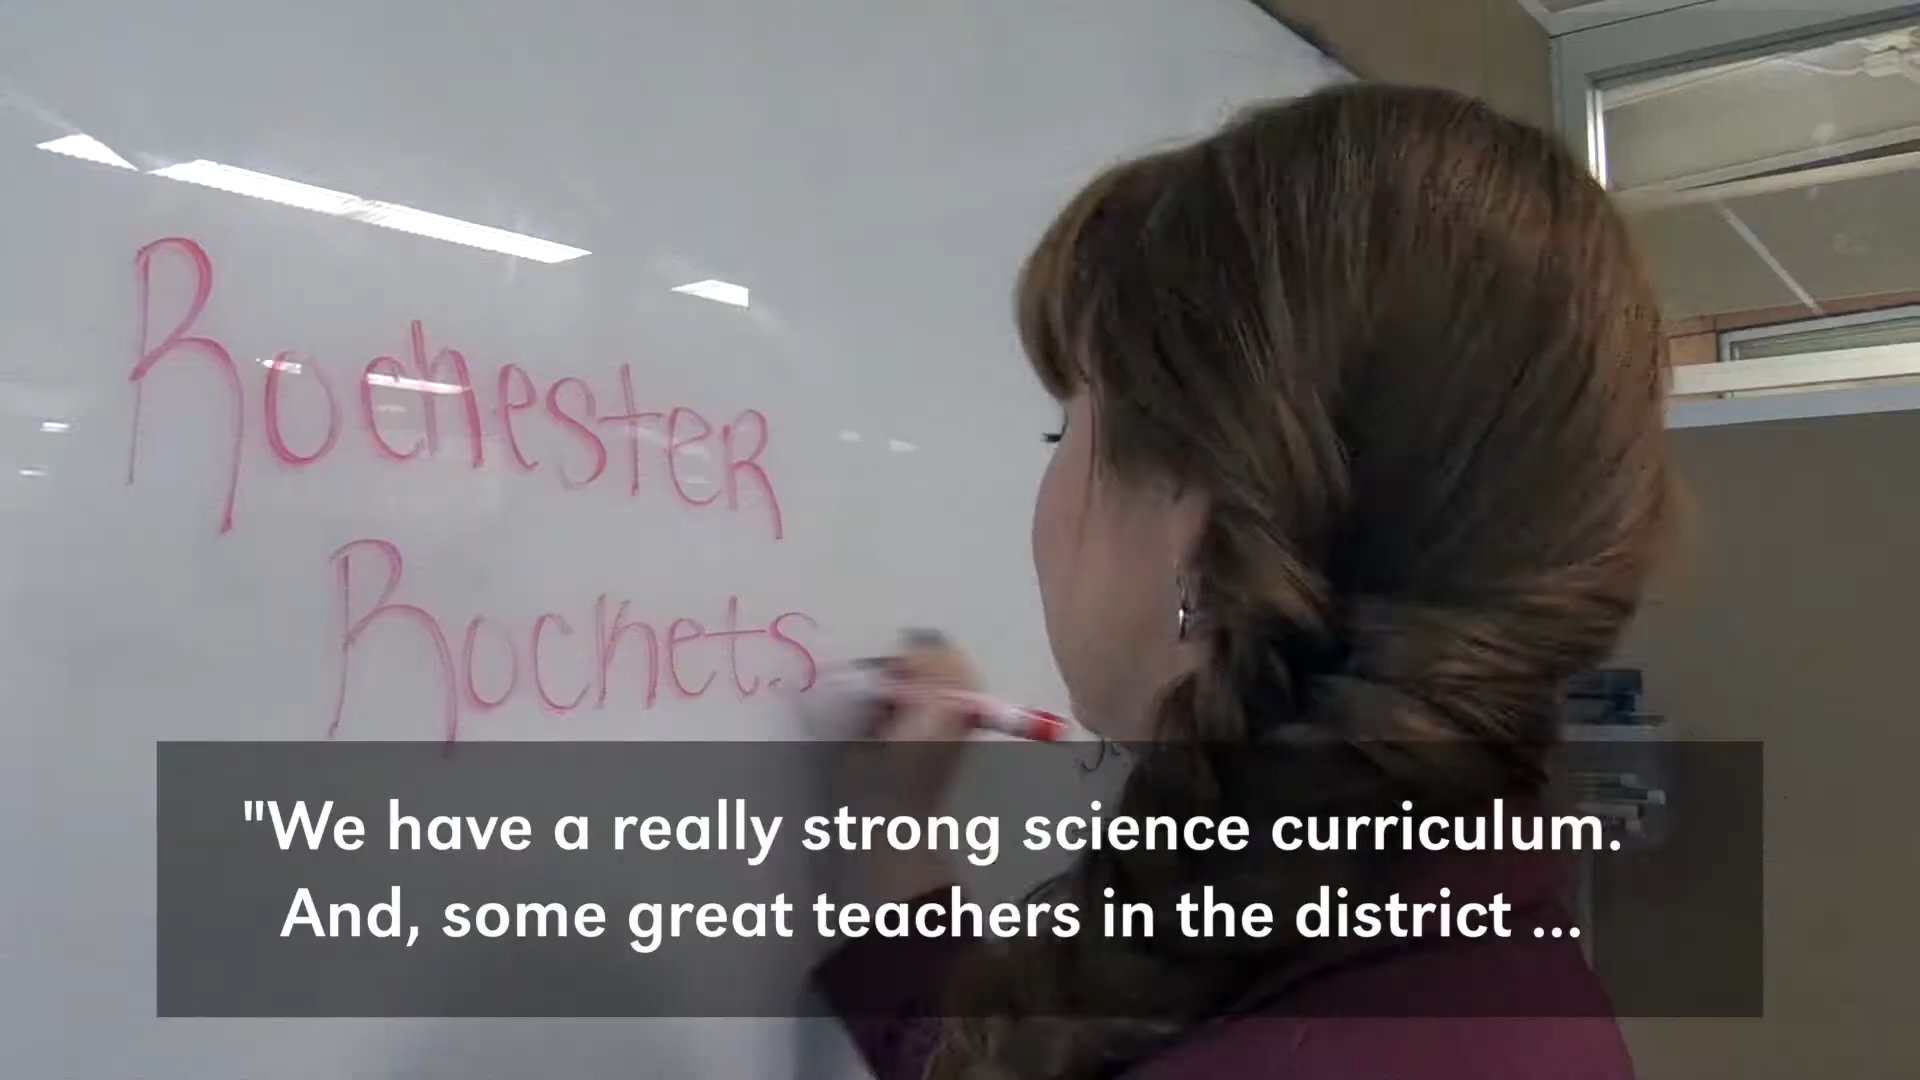 RochesteR
Rockets
"We have a really strong science curriculum.
And, some great teachers in the district ...